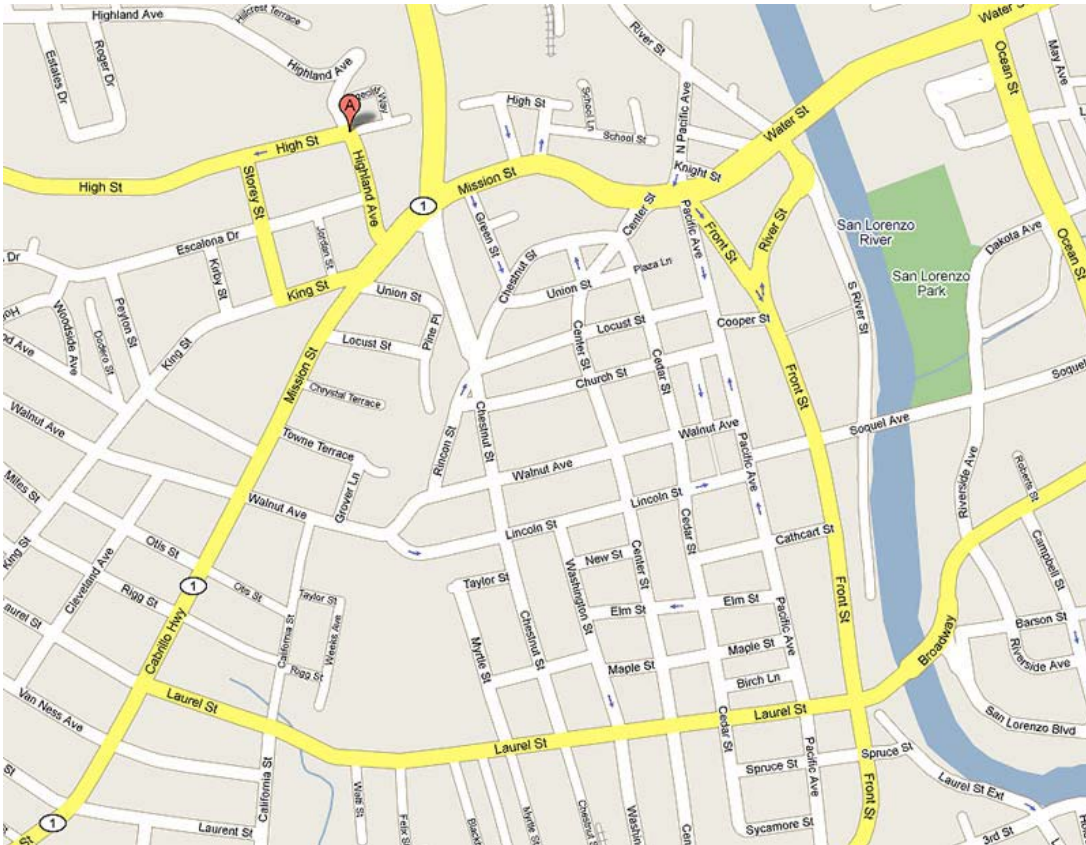 Highland Ave
Hillcrest Terrace
River St
Water St
Estates Dr
Roger Dr
Highland Ave
Ocean St
May Ave
School Ln
High St
School St
N Pacific Ave
Water St
A
High St
High St
Storey St
Highland Ave
1
Mission St
Knight St
Center St
Pacific Ave
Front St
River St
San Lorenzo
River
San Lorenzo
Park
Dakota Ave
Ocean St
Escalona Dr
Dr
Jordan St
Green St
Chestnut St
Plaza Ln
Kirby St
King St
Union St
Union St
S River St
Woodside Ave
Peyton St
Dodero St
King St
Pine Pl
Locust St
Cooper St
Mission St
Locust St
Center St
Cedar St
Church St
Front St
Soquel
Chrystal Terrace
Walnut Ave
Chestnut St
Walnut Ave
Soquel Ave
Towne Terrace
Rincon St
Pacific Ave
Walnut Ave
Miles St
Grover Ln
Lincoln St
Riverside Ave
Roberts St
Walnut Ave
Lincoln St
Cedar St
Cathcart St
King St
Otis St
New St
Center St
Washington St
Campbell St
Cleveland Ave
1
Otis St
Taylor St
Front St
Rigg St
Taylor St
Elm St
Elm St
Pacific Ave
Barson St
Laurel St
Cabrillo Hwy
California St
Weeks Ave
Myrtle St
Chestnut St
Maple St
Broadway
Riverside Ave
Rigg St
Maple St
Birch Ln
Van Ness Ave
Laurel St
Laurel St
Cedar St
Laurel St
San Lorenzo Blvd
Pacific Ave
Spruce St
Spruce St
California St
Laurel St Ext
Front St
1
St
Laurent St
Felix St
Myrtle St
Chestnut St
Sycamore St
3rd St